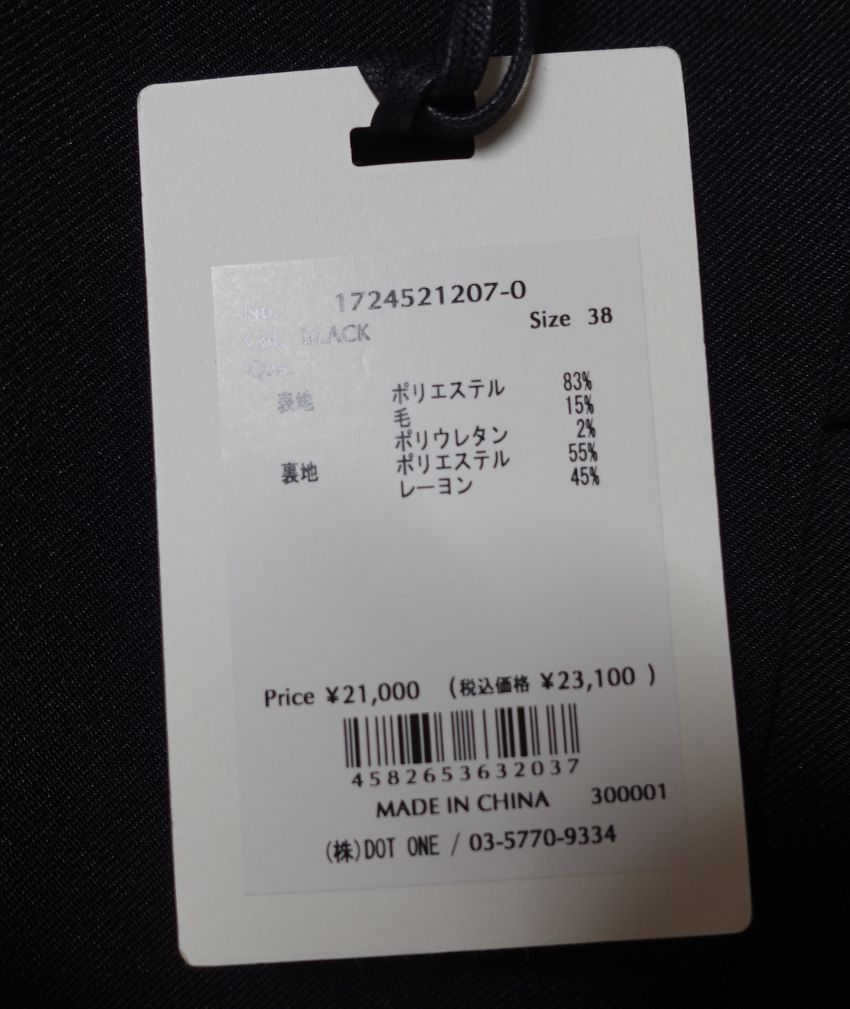 No. 1724521207-0
Col. BLACK Size 38
Qua.
表地 ポリエステル 83%
毛 15%
ポリウレタン 2%
裏地 ポリエステル 55%
レーヨン 45%
Price ¥21,000 (税込価格 ¥23,100 )
4582653632037
MADE IN CHINA 300001
(株)DOT ONE / 03-5770-9334